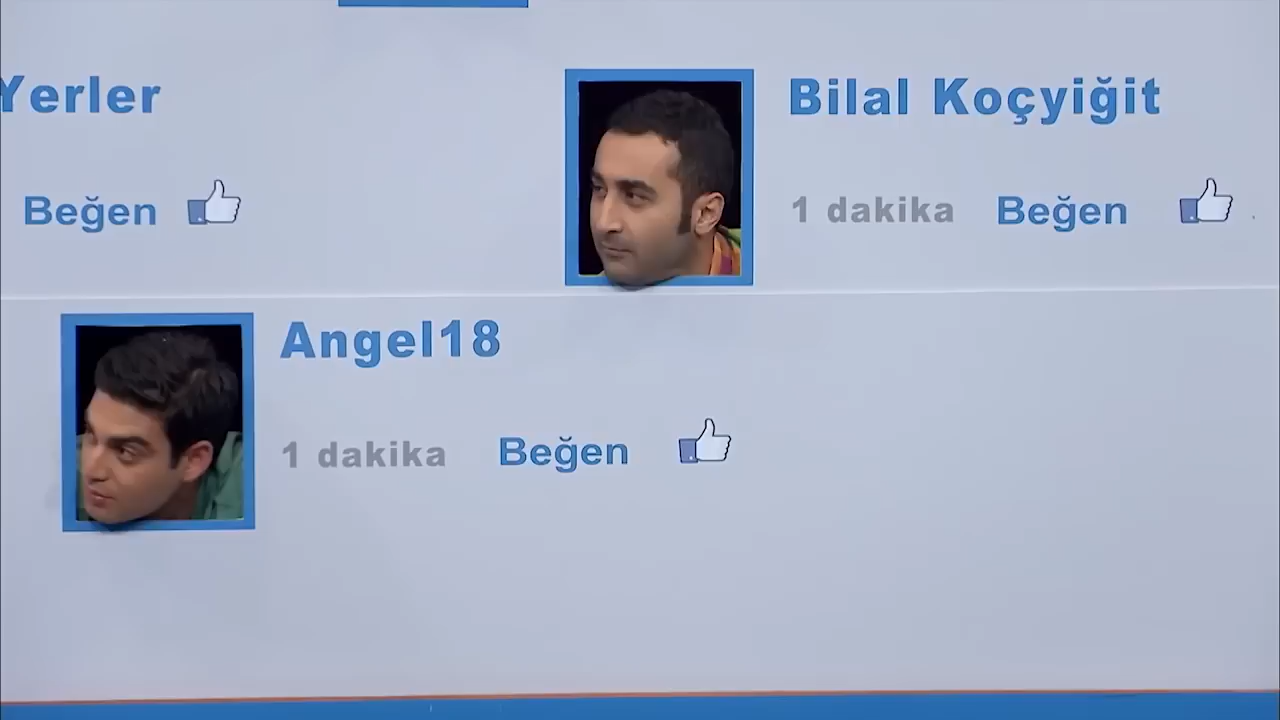 Yerler
Beğen
Bilal Koçyiğit
1 dakika Beğen
Angel18
1 dakika Beğen